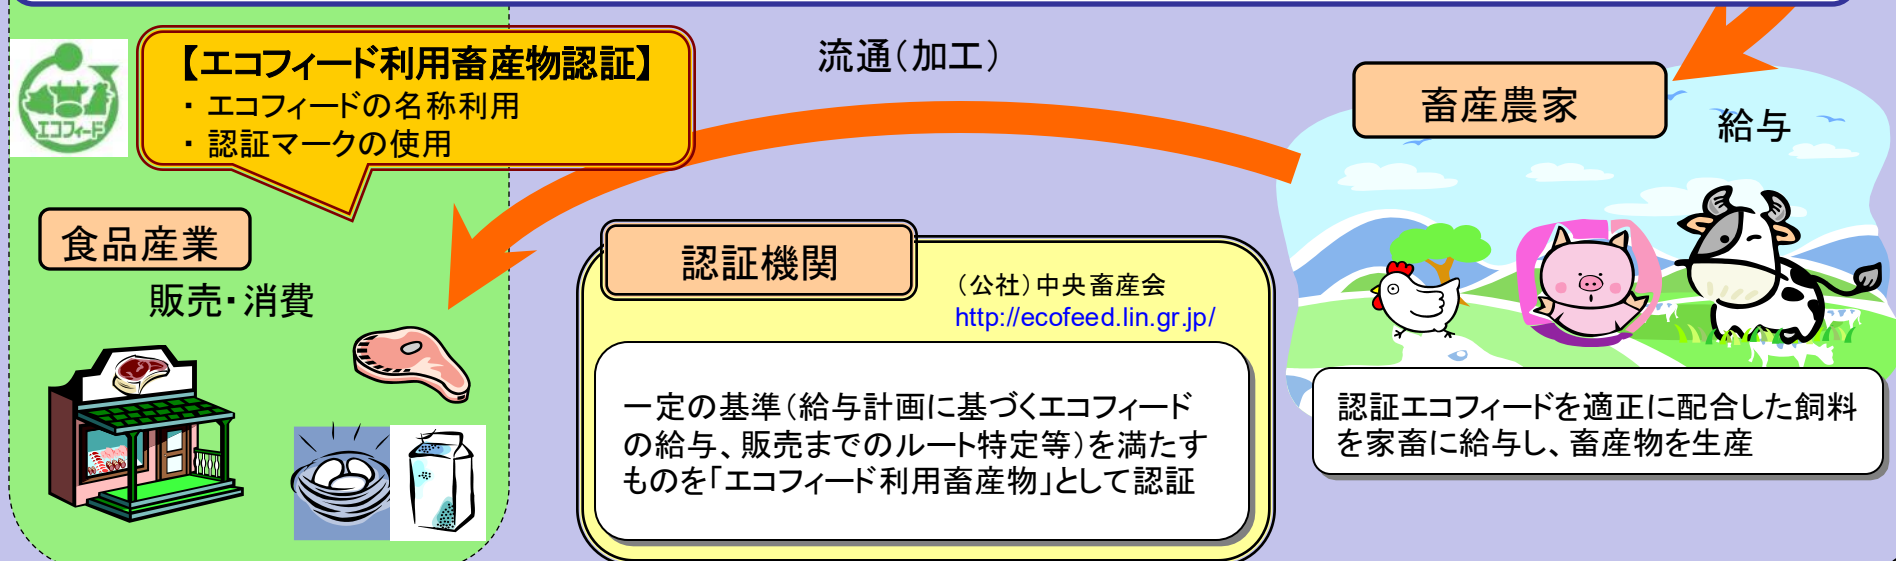 エコフィード
【エコフィード利用畜産物認証】
・ エコフィードの名称利用
・ 認証マークの使用
流通(加工)
畜産農家
給与
食品産業
販売・消費
認証機関
(公社)中央畜産会
http://ecofeed.lin.gr.jp/
一定の基準(給与計画に基づくエコフィード
の給与、販売までのルート特定等)を満たす
ものを「エコフィード利用畜産物」として認証
認証エコフィードを適正に配合した飼料
を家畜に給与し、畜産物を生産